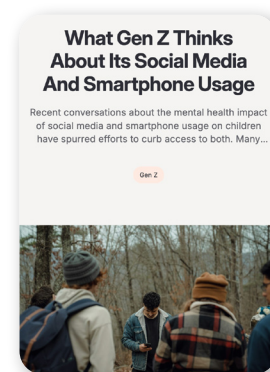 What Gen Z Thinks
About Its Social Media
And Smartphone Usage
Recent conversations about the mental health impact
of social media and smartphone usage on children
have spurred efforts to curb access to both. Many...
Gen Z